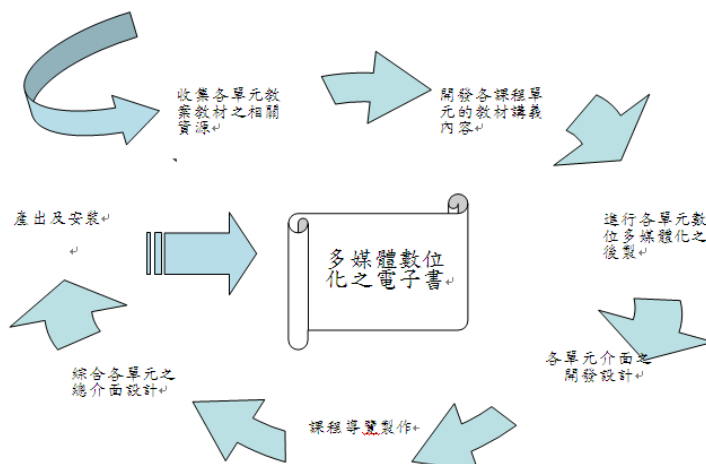 收集各單元教
案教材之相關
資源
開發各課程單
元的教材講義
內容
進行各單元數
位多媒體化之
後製
各單元介面之
開發設計
課程導覽製作
綜合各單元之
總介面設計
產出及安裝
多媒體數位
化之電子書